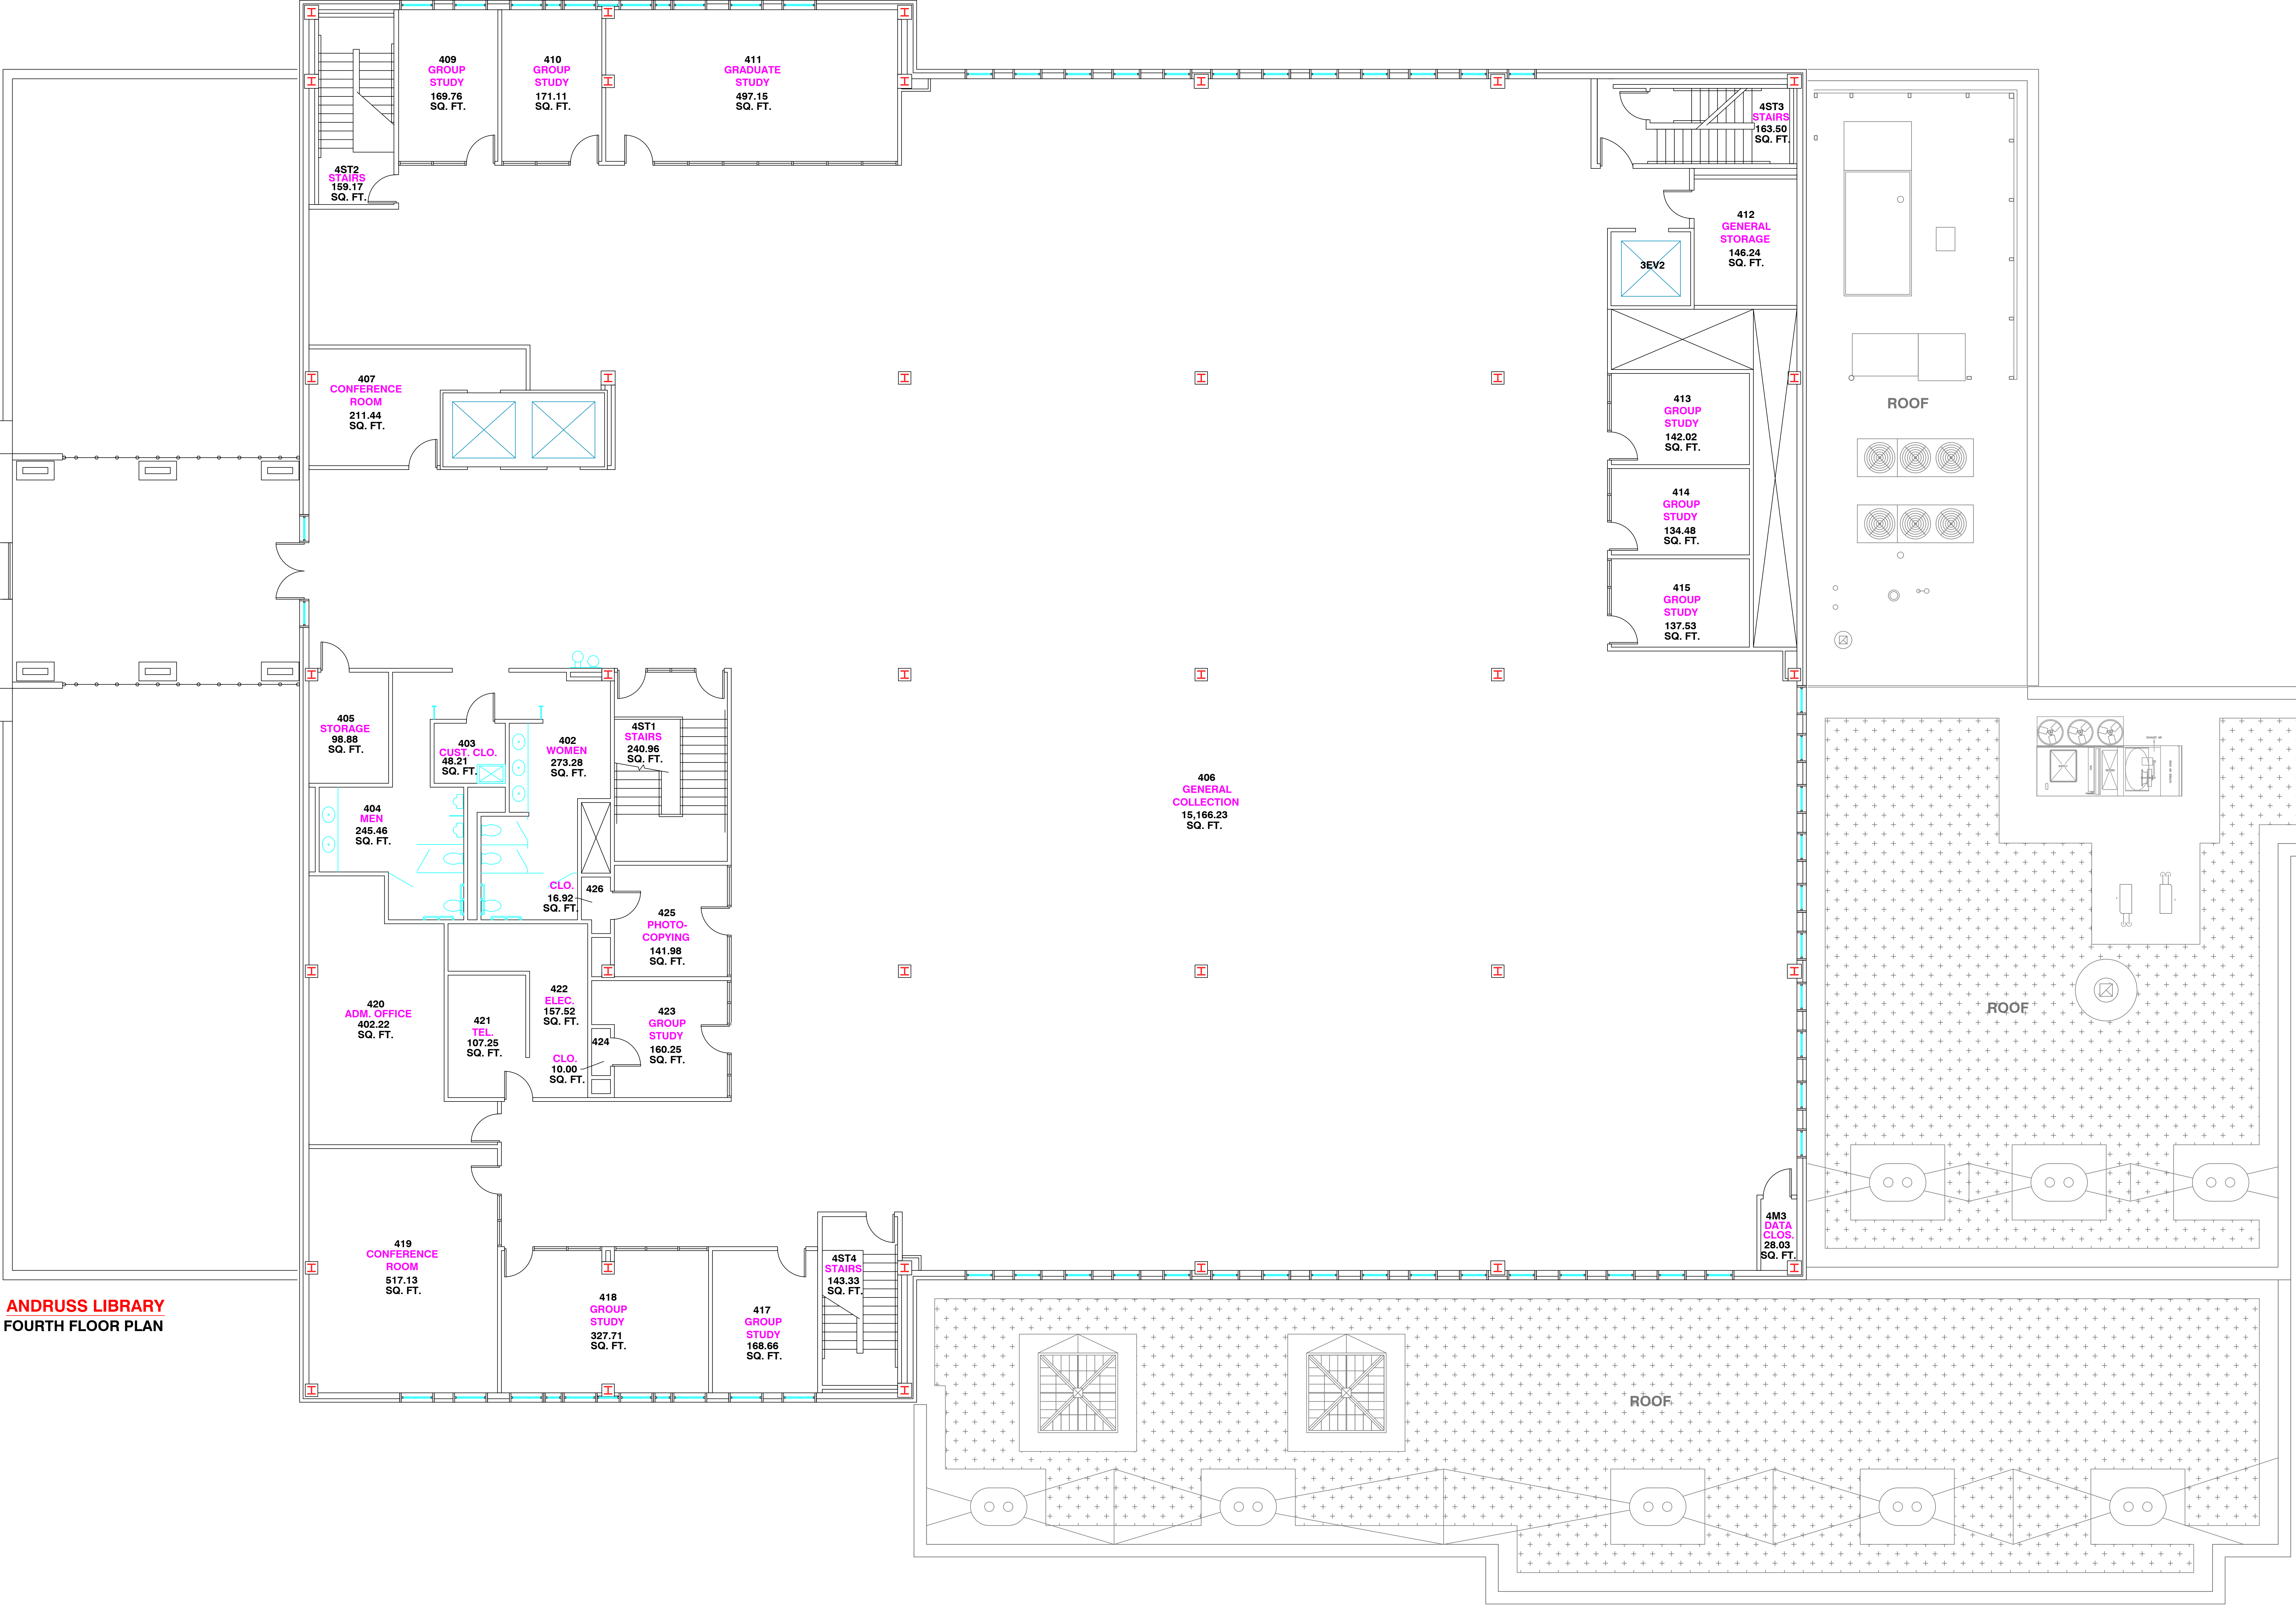 409
GROUP
STUDY
169.76
SQ. FT.
410
GROUP
STUDY
171.11
SQ. FT.
411
GRADUATE
STUDY
497.15
SQ. FT.
4ST3
STAIRS
163.50
SQ. FT.
4ST2
STAIRS
159.17
SQ. FT.
412
GENERAL
STORAGE
146.24
SQ. FT.
3EV2
407
CONFERENCE
ROOM
211.44
SQ. FT.
413
GROUP
STUDY
142.02
SQ. FT.
ROOF
414
GROUP
STUDY
134.48
SQ. FT.
415
GROUP
STUDY
137.53
SQ. FT.
405
STORAGE
98.88
SQ. FT.
403
CUST. CLO.
48.21
SQ. FT.
402
WOMEN
273.28
SQ. FT.
4ST1
STAIRS
240.96
SQ. FT.
406
GENERAL
COLLECTION
15,166.23
SQ. FT.
404
MEN
245.46
SQ. FT.
CLO.
16.92
SQ. FT.
426
425
PHOTO-
COPYING
141.98
SQ. FT.
420
ADM. OFFICE
402.22
SQ. FT.
421
TEL.
107.25
SQ. FT.
422
ELEC.
157.52
SQ. FT.
423
GROUP
STUDY
160.25
SQ. FT.
424
CLO.
10.00
SQ. FT.
ROOF
4M3
DATA
CLOS.
28.03
SQ. FT.
419
CONFERENCE
ROOM
517.13
SQ. FT.
418
GROUP
STUDY
327.71
SQ. FT.
417
GROUP
STUDY
168.66
SQ. FT.
4ST4
STAIRS
143.33
SQ. FT.
ANDRUSS LIBRARY
FOURTH FLOOR PLAN
ROOF